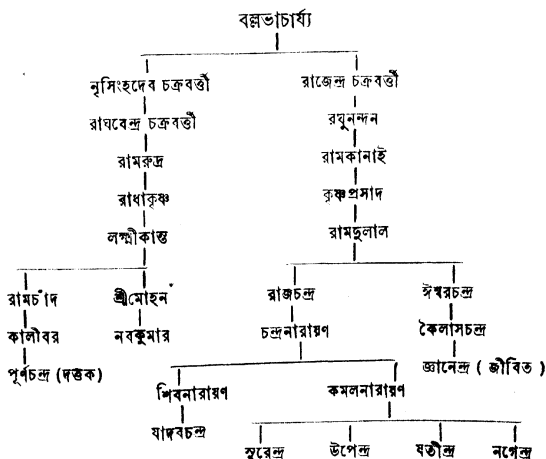 বল্লভাচার্য্য
নৃসিংহদেব চক্রবর্ত্তী রাজেন্দ্র চক্রবর্ত্তী
রাঘবেন্দ্র চক্রবর্ত্তী রঘুনন্দন
রামরুদ্র রামকানাই
রাধাকৃষ্ণ কৃষ্ণপ্রসাদ
লক্ষ্মীকান্ত রামদুলাল
রামচাঁদ শ্রীমোহন রাজচন্দ্র ঈশ্বরচন্দ্র
কালীবর নবকুমার চন্দ্রনারায়ণ কৈলাসচন্দ্র
পূর্ণচন্দ্র (দত্তক) জ্ঞানেন্দ্র ( জীবিত )
শিবনারায়ণ কমলনারায়ণ
যাদবচন্দ্র
সুরেন্দ্র উপেন্দ্র যতীন্দ্র নগেন্দ্র